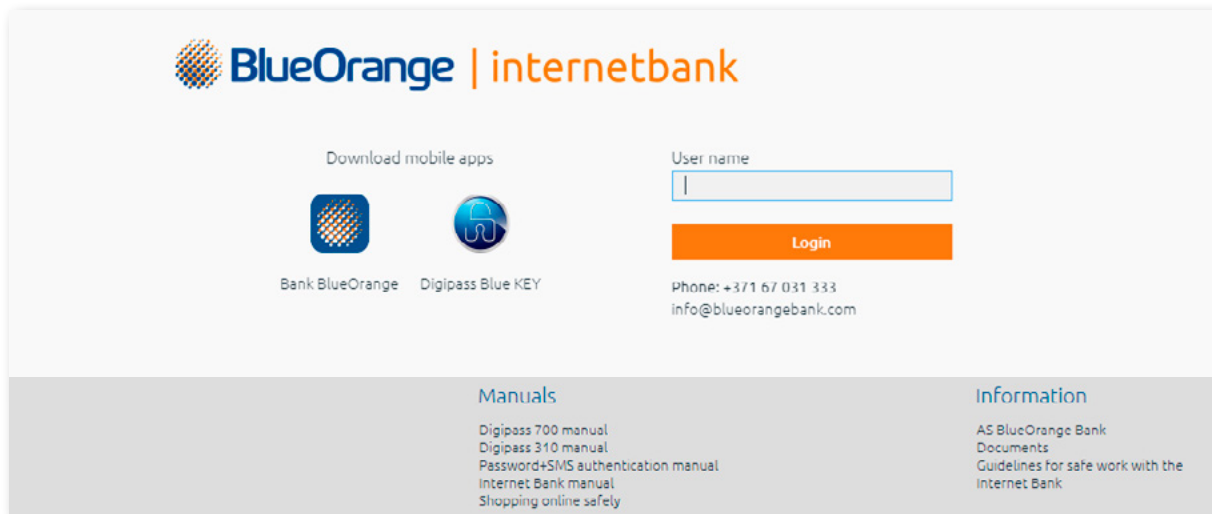 BlueOrange | internetbank
Download mobile apps
Bank BlueOrange
Digipass Blue KEY
User name
Login
Phone: +371 67 031 333
info@blueorangebank.com
Manuals
Digipass 700 manual
Digipass 310 manual
Password+SMS authentication manual
Internet Bank manual
Shopping online safely
Information
AS BlueOrange Bank
Documents
Guidelines for safe work with the
Internet Bank